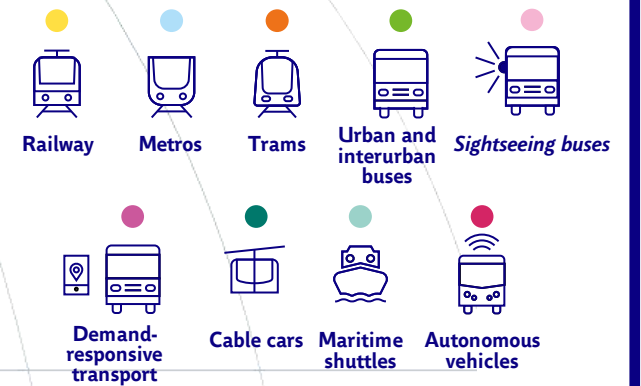 Railway
Metros
Trams
Urban and
interurban
buses
Sightseeing buses
Demand-
responsive
transport
Cable cars
Maritime
shuttles
Autonomous
vehicles